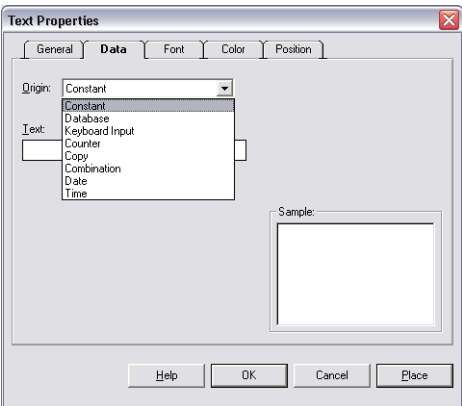 Text Properties
General Data Font Color Position
Origin: Constant
Constant
Database
Text: Keyboard Input
Counter
Copy
Combination
Date
Time
Sample:
Help OK Cancel Place